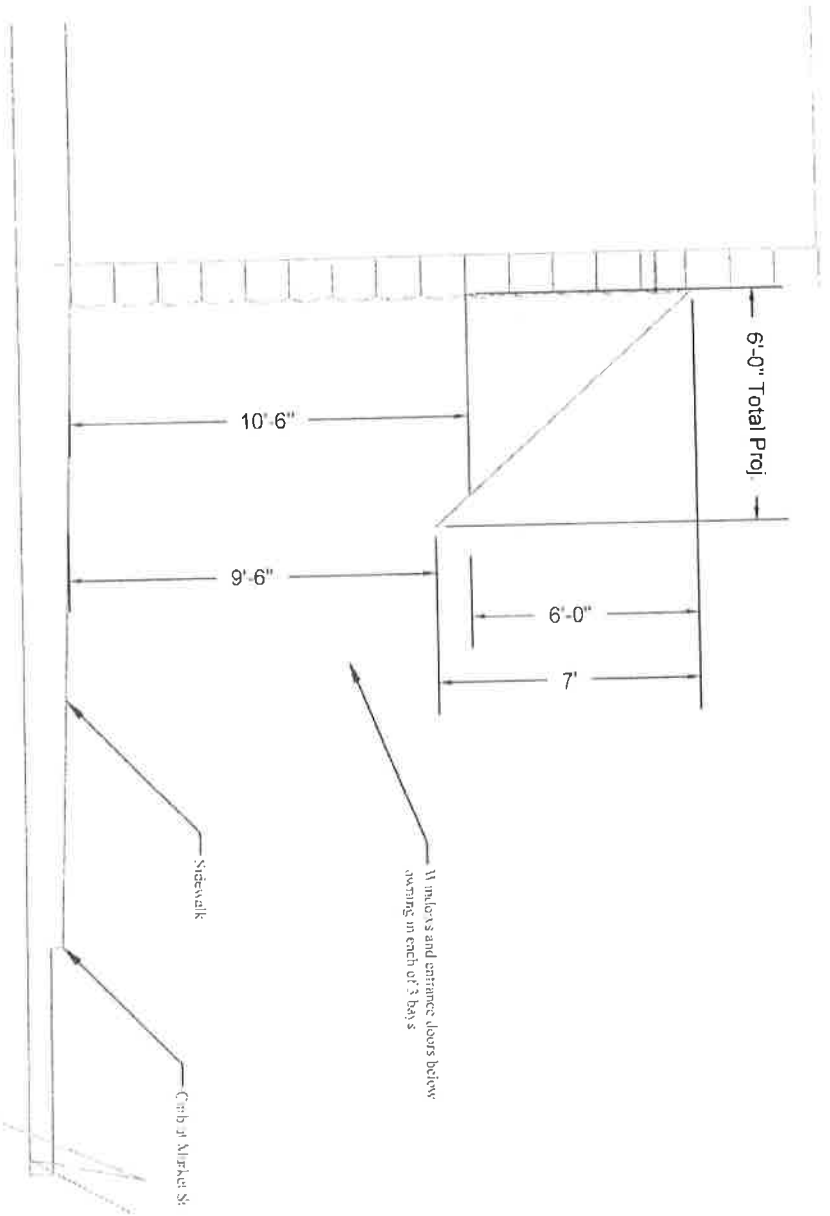 6'-0" Total Proj.
10'-6"
9'-6"
6'-0"
7'
Windows and entrance doors below
awning in each of 3 bays
Sidewalk
Curb at Market St